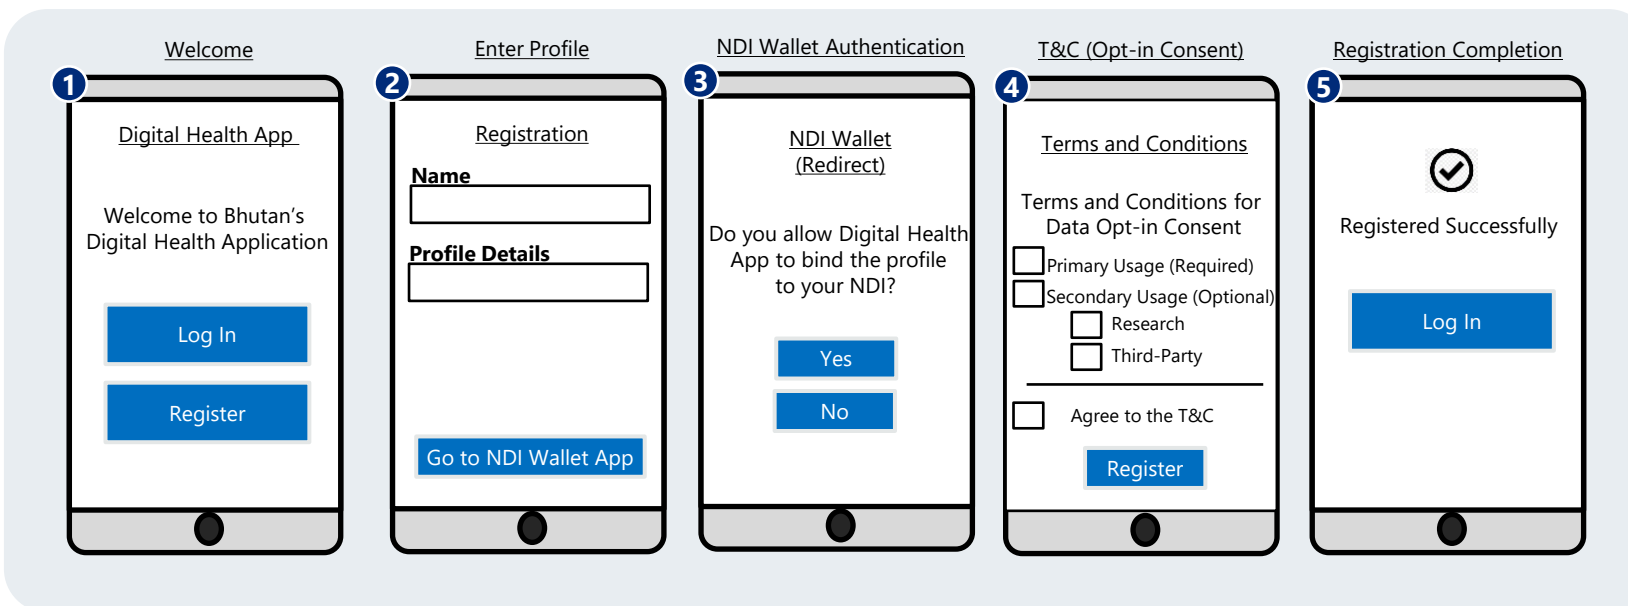 Welcome
Enter Profile
NDI Wallet Authentication
T&C (Opt-in Consent)
Registration Completion
1
Digital Health App
Welcome to Bhutan's
Digital Health Application
Log In
Register
2
Registration
Name
Profile Details
Go to NDI Wallet App
3
NDI Wallet
(Redirect)
Do you allow Digital Health
App to bind the profile
to your NDI?
Yes
No
4
Terms and Conditions
Terms and Conditions for
Data Opt-in Consent
Primary Usage (Required)
Secondary Usage (Optional)
Research
Third-Party
Agree to the T&C
Register
5
Registered Successfully
Log In